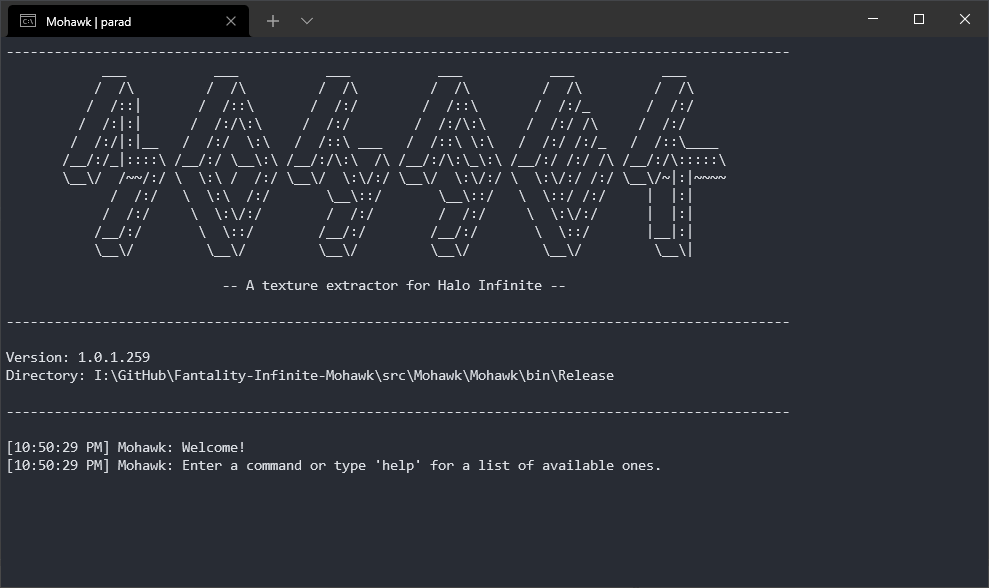 Mohawk | parad
---------------------------------------------------------------------------------------------------
MOHAWK
-- A texture extractor for Halo Infinite --
---------------------------------------------------------------------------------------------------
Version: 1.0.1.259
Directory: I:\GitHub\Fantality-Infinite-Mohawk\src\Mohawk\Mohawk\bin\Release
---------------------------------------------------------------------------------------------------
[10:50:29 PM] Mohawk: Welcome!
[10:50:29 PM] Mohawk: Enter a command or type 'help' for a list of available ones.